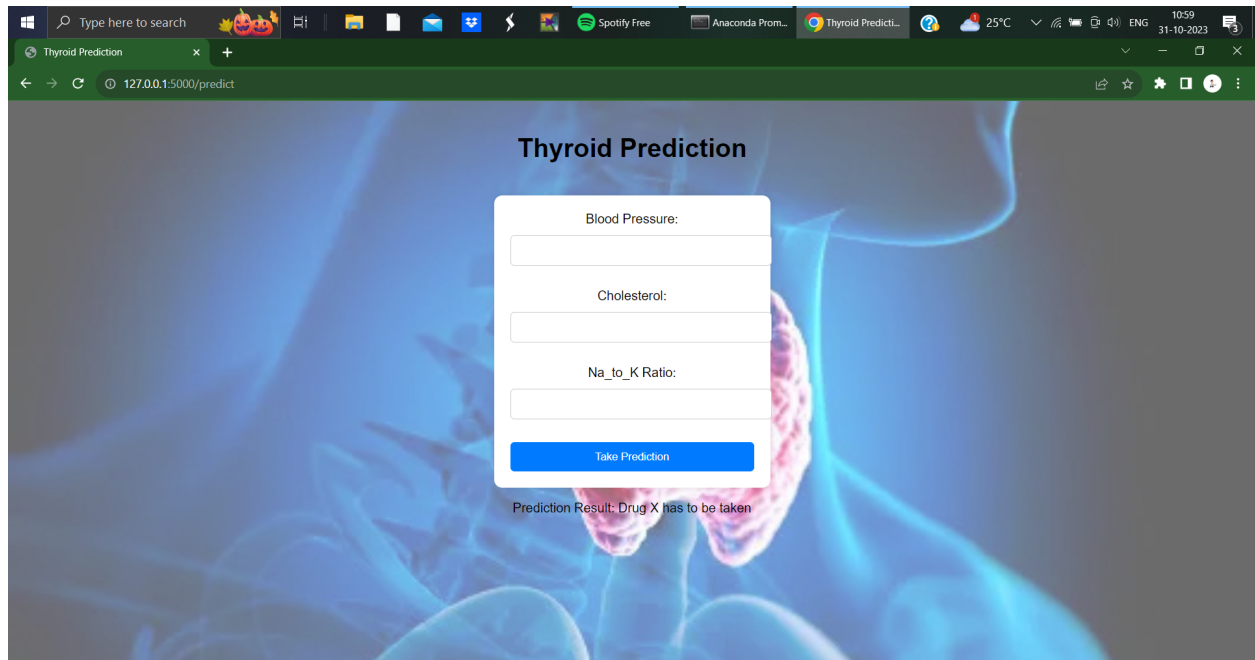 Type here to search
Spotify Free
Anaconda Prom...
Thyroid Predicti...
25°C
ENG
10:59
31-10-2023
3
Thyroid Prediction
127.0.0.1:5000/predict
Thyroid Prediction
Blood Pressure:
Cholesterol:
Na_to_K Ratio:
Take Prediction
Prediction Result: Drug X has to be taken